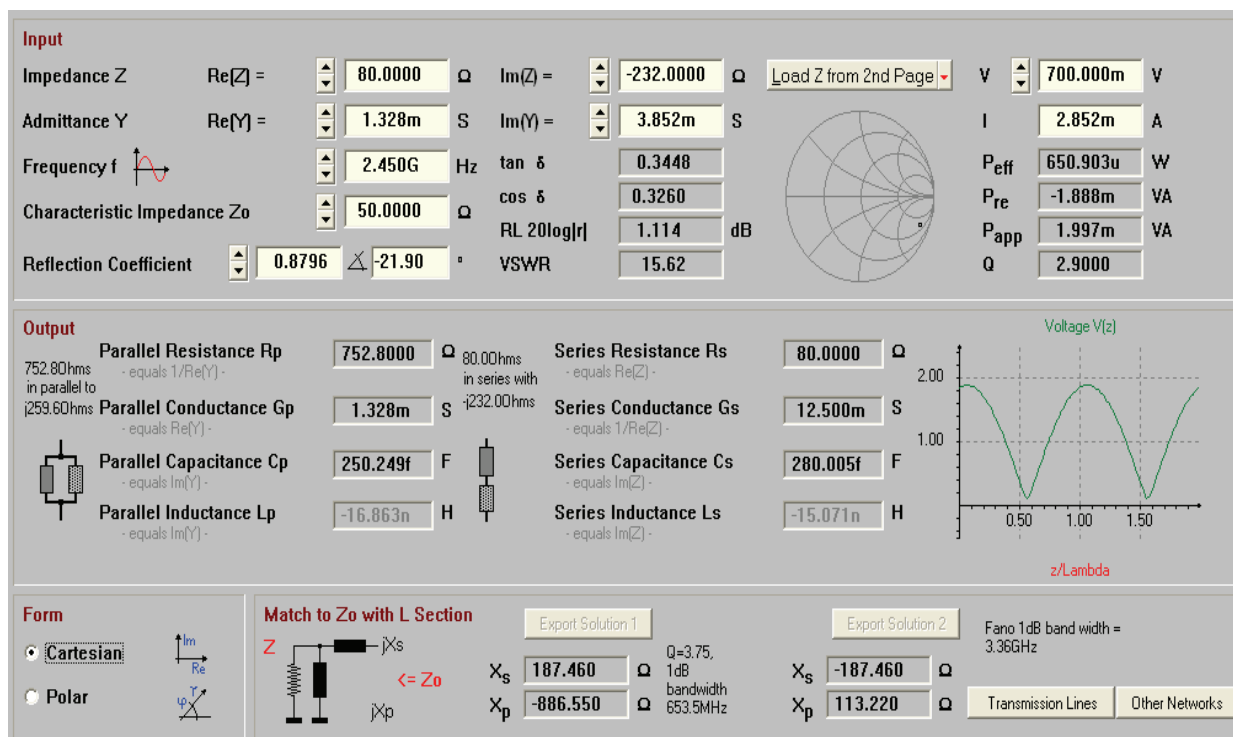 Input
Impedance Z Re(Z) = 80.0000 Ω Im(Z) = -232.0000 Ω Load Z from 2nd Page V 700.000m V
Admittance Y Re(Y) = 1.328m S Im(Y) = 3.852m S I 2.852m A
Frequency f 2.450G Hz tan δ 0.3448 Peff 650.903u W
cos δ 0.3260 Pre -1.888m VA
Characteristic Impedance Zo 50.0000 Ω
RL 20log|r| 1.114 dB Papp 1.997m VA
Reflection Coefficient 0.8796 ∠ -21.90 ° VSWR 15.62 Q 2.9000
Output
752.8Ohms
in parallel to
j259.6Ohms
Parallel Resistance Rp 752.8000 Ω
- equals 1/Re(Y) -
Parallel Conductance Gp 1.328m S
- equals Re(Y) -
Parallel Capacitance Cp 250.249f F
- equals Im(Y) -
Parallel Inductance Lp -16.863n H
- equals Im(Y) -
80.0Ohms
in series with
-j232.0Ohms
Series Resistance Rs 80.0000 Ω
- equals Re(Z) -
Series Conductance Gs 12.500m S
- equals 1/Re(Z) -
Series Capacitance Cs 280.005f F
- equals Im(Z) -
Series Inductance Ls -15.071n H
- equals Im(Z) -
Voltage V(z)
2.00
1.00
0.50 1.00 1.50
z/Lambda
Form
Cartesian
Im
Re
Polar
φ r
Match to Zo with L Section
Z
jXs
<= Zo
jXp
Export Solution 1
Xs 187.460 Ω
Xp -886.550 Ω
Q=3.75,
1dB
bandwidth
653.5MHz
Export Solution 2
Xs -187.460 Ω
Xp 113.220 Ω
Fano 1dB band width =
3.36GHz
Transmission Lines Other Networks